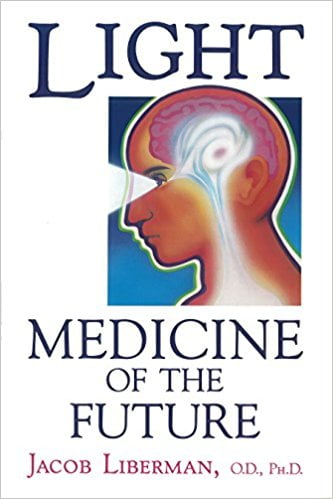 LIGHT
MEDICINE
OF THE
FUTURE
JACOB LIBERMAN, O.D., PH.D.